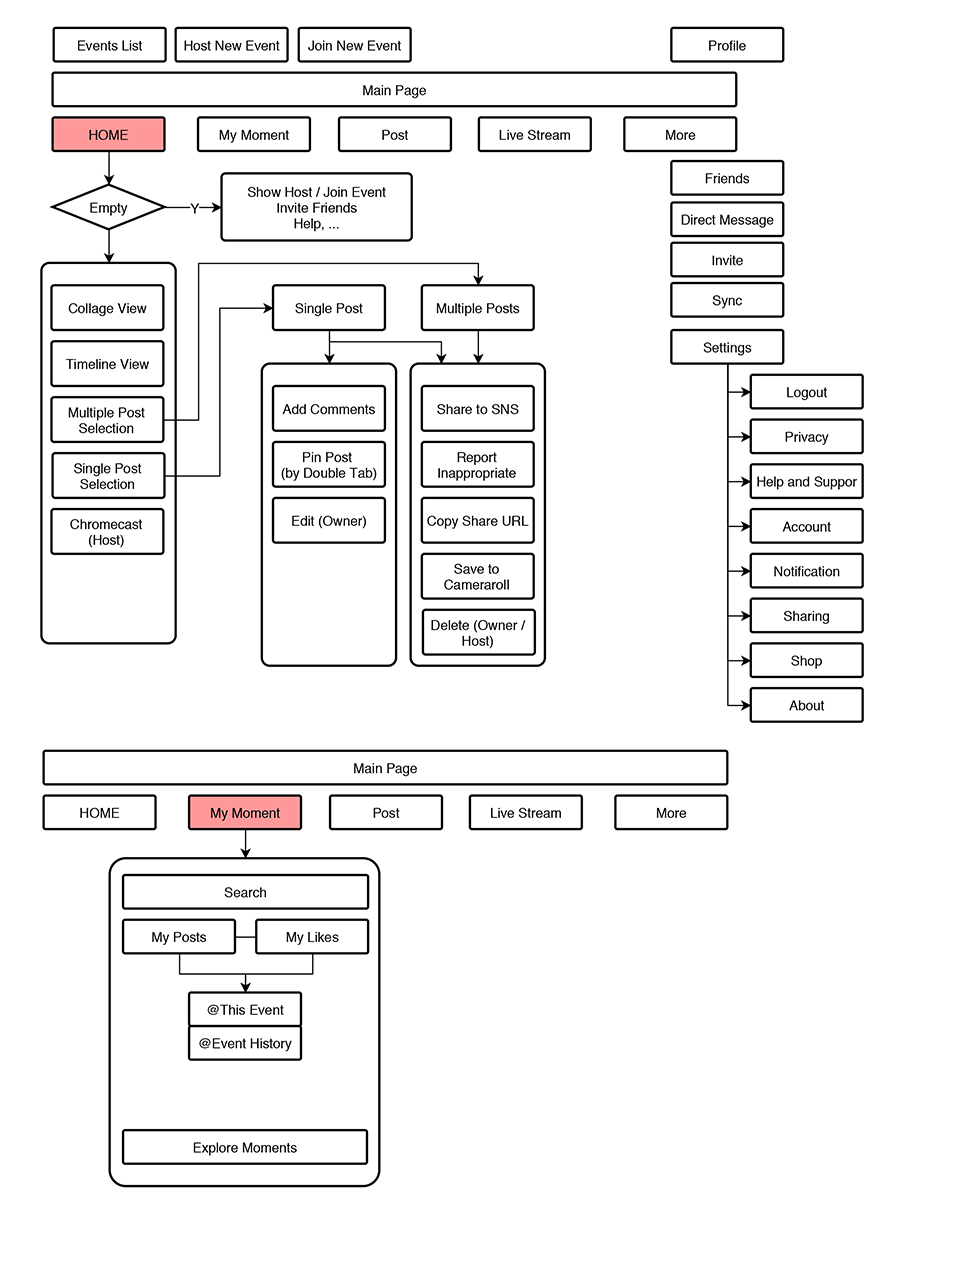 Events List
Host New Event
Join New Event
Profile
Main Page
HOME
My Moment
Post
Live Stream
More
Empty
Y
Show Host / Join Event
Invite Friends
Help, ...
Friends
Direct Message
Invite
Sync
Settings
Logout
Privacy
Help and Suppor
Account
Notification
Sharing
Shop
About
Collage View
Timeline View
Multiple Post
Selection
Single Post
Selection
Chromecast
(Host)
Single Post
Multiple Posts
Add Comments
Pin Post
(by Double Tab)
Edit (Owner)
Share to SNS
Report
Inappropriate
Copy Share URL
Save to
Cameraroll
Delete (Owner /
Host)
Main Page
HOME
My Moment
Post
Live Stream
More
Search
My Posts
My Likes
@This Event
@Event History
Explore Moments